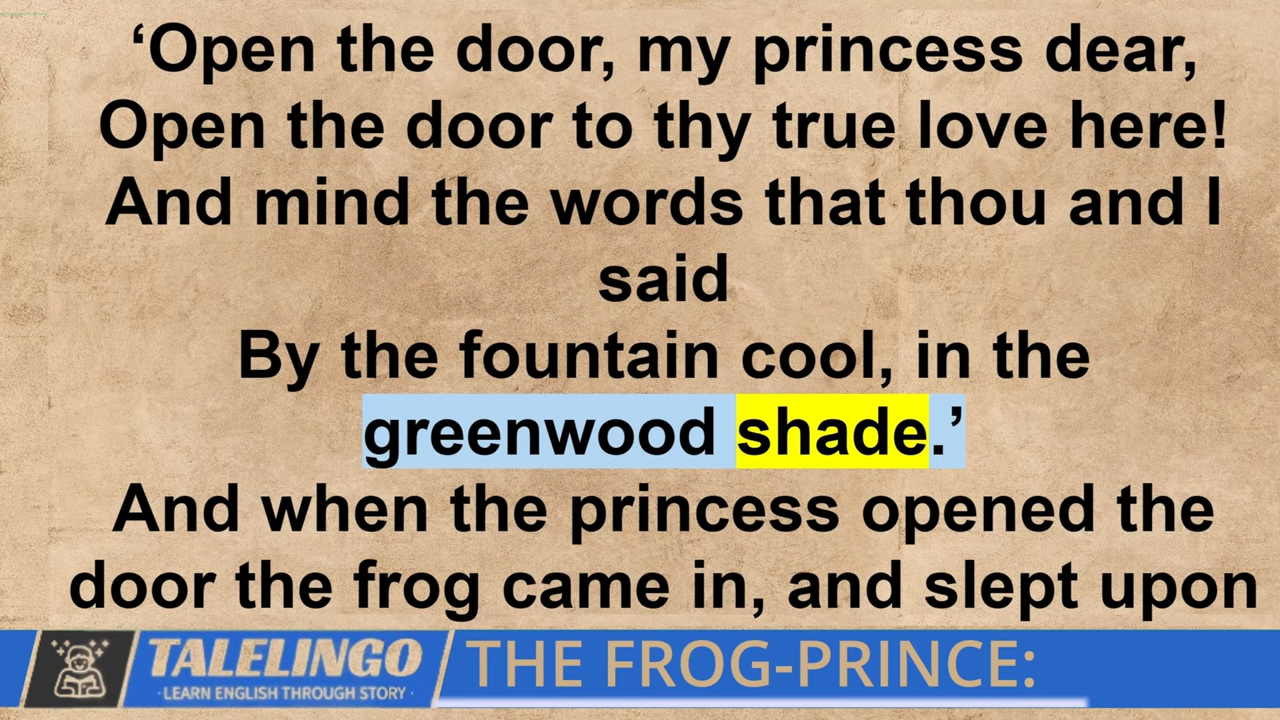 ‘Open the door, my princess dear,
Open the door to thy true love here!
And mind the words that thou and I
said
By the fountain cool, in the
greenwood shade.’
And when the princess opened the
door the frog came in, and slept upon
TALELINGO
· LEARN ENGLISH THROUGH STORY ·
THE FROG-PRINCE: